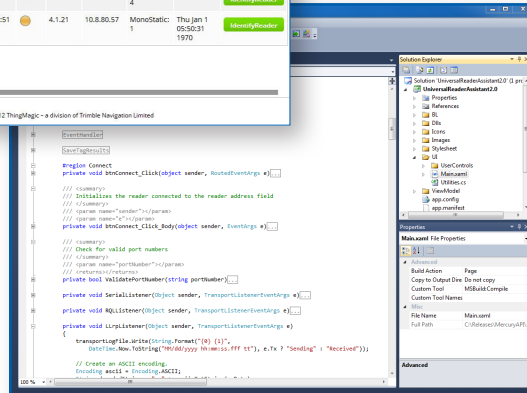 4
IdentifyReader
:51 4.1.21 10.8.80.57 MonoStatic: 1 Thu Jan 1 05:50:31 1970 IdentifyReader
12 ThingMagic – a division of Trimble Navigation Limited
Solution Explorer
Solution 'UniversalReaderAssistant2.0' (1 pro
UniversalReaderAssistant2.0
Properties
References
BL
Dlls
Icons
Images
Stylesheet
UI
UserControls
Main.xaml
Utilities.cs
ViewModel
app.config
app.manifest
EventHandler
SaveTagResults
#region Connect
private void btnConnect_Click(object sender, RoutedEventArgs e)...
/// <summary>
/// Initializes the reader connected to the reader address field
/// </summary>
/// <param name="sender"></param>
/// <param name="e"></param>
private void btnConnect_Click_Body(object sender, EventArgs e)...
/// <summary>
/// Check for valid port numbers
/// </summary>
/// <param name="portNumber"></param>
/// <returns></returns>
private bool ValidatePortNumber(string portNumber)...
private void SerialListener(Object sender, TransportListenerEventArgs e)...
private void RQLListener(Object sender, TransportListenerEventArgs e)...
private void LLrpListener(Object sender, TransportListenerEventArgs e)
{
transportLogFile.Write(String.Format("{0} {1}",
DateTime.Now.ToString("MM/dd/yyyy hh:mm:ss.fff tt"), e.Tx ? "Sending" : "Received"));
// Create an ASCII encoding.
Encoding ascii = Encoding.ASCII;
100 %
Properties
Main.xaml File Properties
Advanced
Build Action Page
Copy to Output Dire Do not copy
Custom Tool MSBuild:Compile
Custom Tool Names
Misc
File Name Main.xaml
Full Path C:\Releases\MercuryAPI\
Advanced